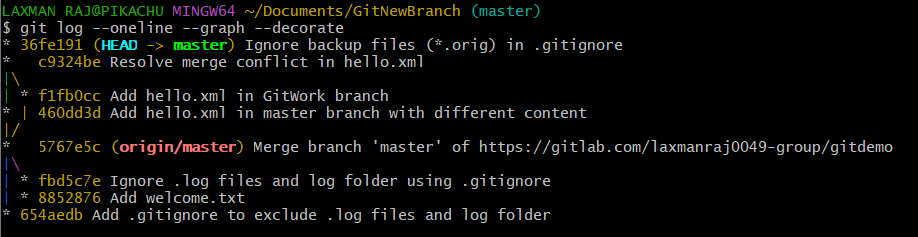 LAXMAN RAJ@PIKACHU MINGW64 ~/Documents/GitNewBranch (master)
$ git log --oneline --graph --decorate
* 36fe191 (HEAD -> master) Ignore backup files (*.orig) in .gitignore
*   c9324be Resolve merge conflict in hello.xml
|\
| * f1fb0cc Add hello.xml in GitWork branch
* | 460dd3d Add hello.xml in master branch with different content
|/
*   5767e5c (origin/master) Merge branch 'master' of https://gitlab.com/laxmanraj0049-group/gitdemo
|\
| * fbd5c7e Ignore .log files and log folder using .gitignore
| * 8852876 Add welcome.txt
* 654aedb Add .gitignore to exclude .log files and log folder